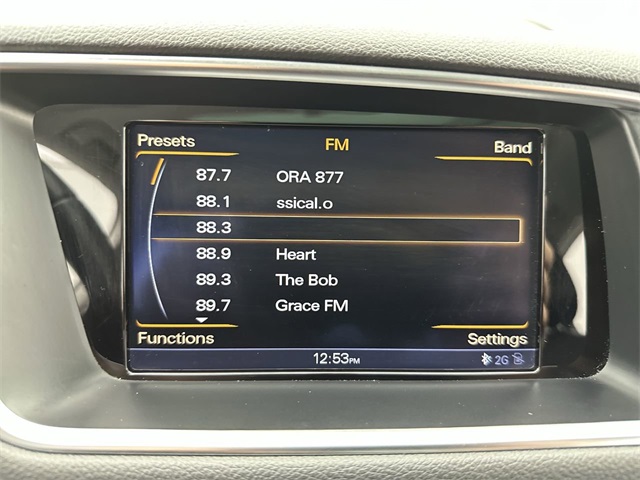 Presets FM Band
87.7 ORA 877
88.1 ssical.o
88.3
88.9 Heart
89.3 The Bob
89.7 Grace FM
Functions Settings
12:53PM 2G